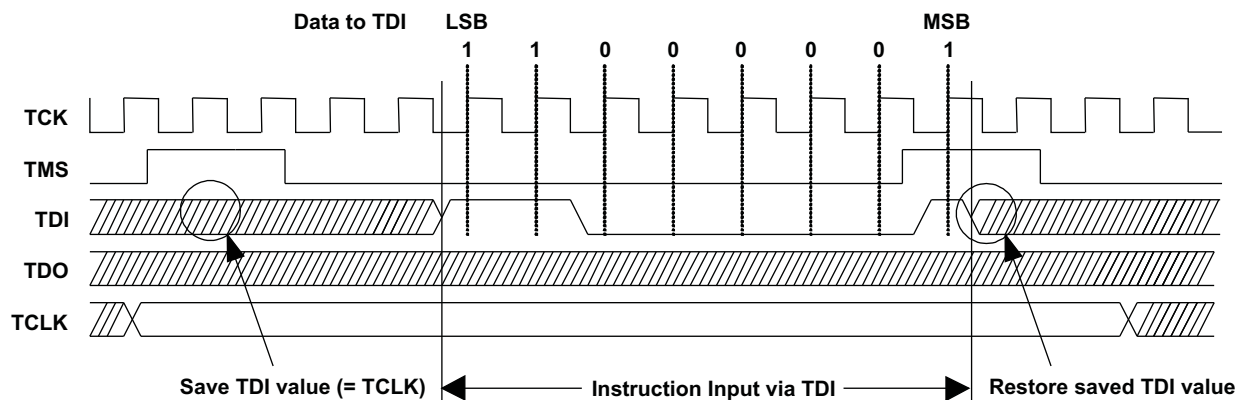 Data to TDI LSB MSB
1 1 0 0 0 0 0 1
TCK
TMS
TDI
TDO
TCLK
Save TDI value (= TCLK) Instruction Input via TDI Restore saved TDI value